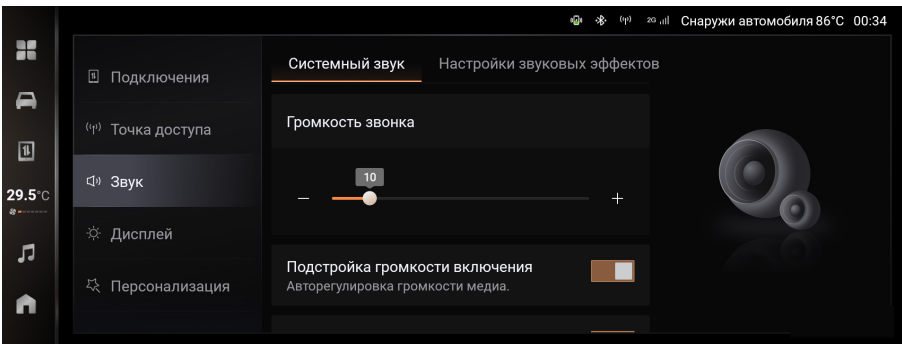 2G Снаружи автомобиля 86°C 00:34
Системный звук Настройки звуковых эффектов
Подключения
Громкость звонка
Точка доступа
10
Звук
29.5°C
Дисплей
Подстройка громкости включения
Авторегулировка громкости медиа.
Персонализация